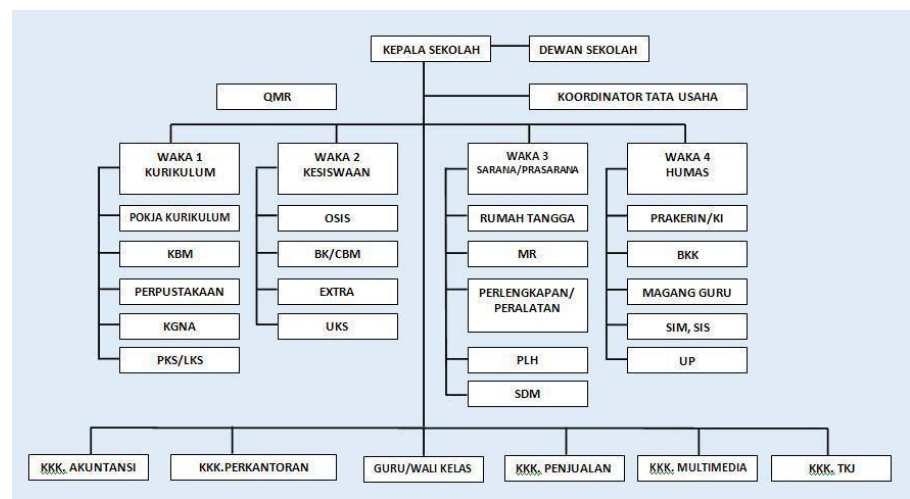 KEPALA SEKOLAH
DEWAN SEKOLAH
QMR
KOORDINATOR TATA USAHA
WAKA 1
KURIKULUM
POKJA KURIKULUM
KBM
PERPUSTAKAAN
KGNA
PKS/LKS
WAKA 2
KESISWAAN
OSIS
BK/CBM
EXTRA
UKS
WAKA 3
SARANA/PRASARANA
RUMAH TANGGA
MR
PERLENGKAPAN/
PERALATAN
PLH
SDM
WAKA 4
HUMAS
PRAKERIN/KI
BKK
MAGANG GURU
SIM, SIS
UP
KKK. AKUNTANSI
KKK.PERKANTORAN
GURU/WALI KELAS
KKK. PENJUALAN
KKK. MULTIMEDIA
KKK. TKJ